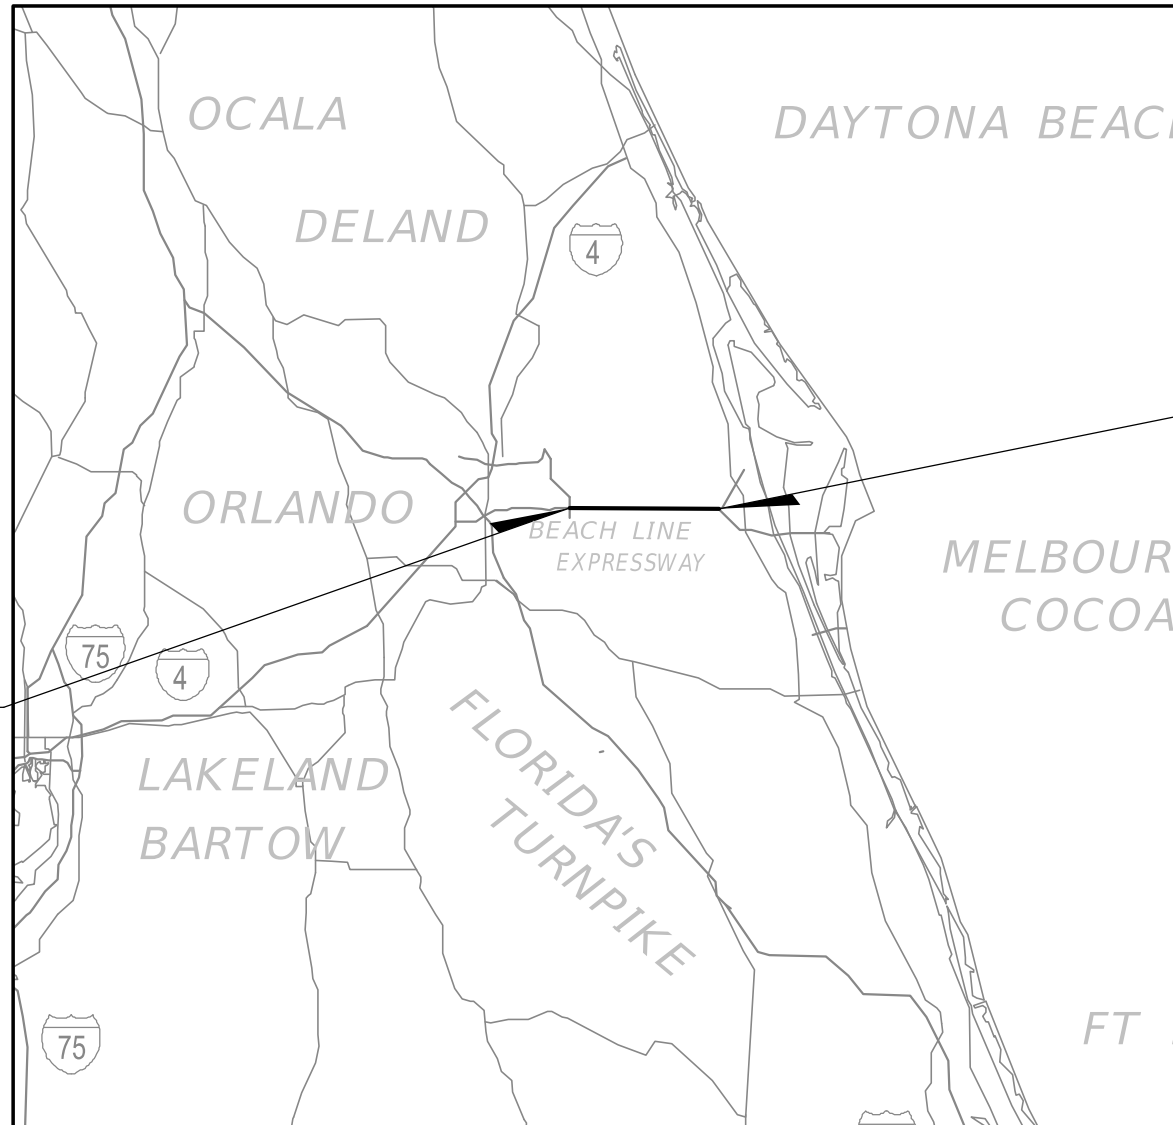 OCALA
DAYTONA BEAC
DELAND
4
ORLANDO
BEACH LINE
EXPRESSWAY
MELBOUR
COCOA
75
4
FLORIDA'S
TURNPIKE
LAKELAND
BARTOW
FT
75